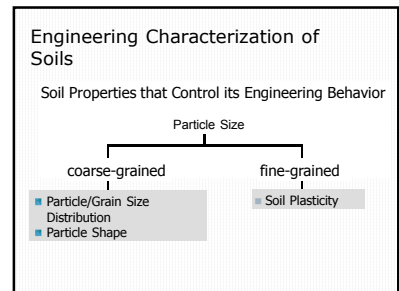 Engineering Characterization of
Soils
Soil Properties that Control its Engineering Behavior
Particle Size
coarse-grained
fine-grained
Particle/Grain Size
Distribution
Particle Shape
Soil Plasticity